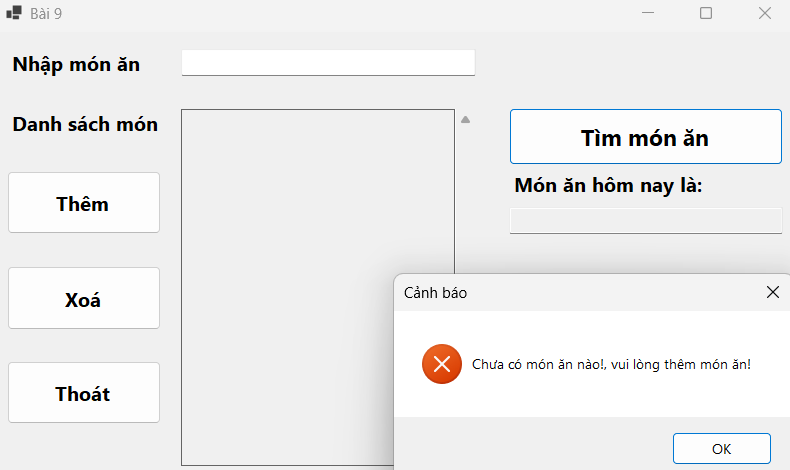 Bài 9
Nhập món ăn
Danh sách món
Tìm món ăn
Món ăn hôm nay là:
Thêm
Xoá
Thoát
Cảnh báo
Chưa có món ăn nào!, vui lòng thêm món ăn!
OK